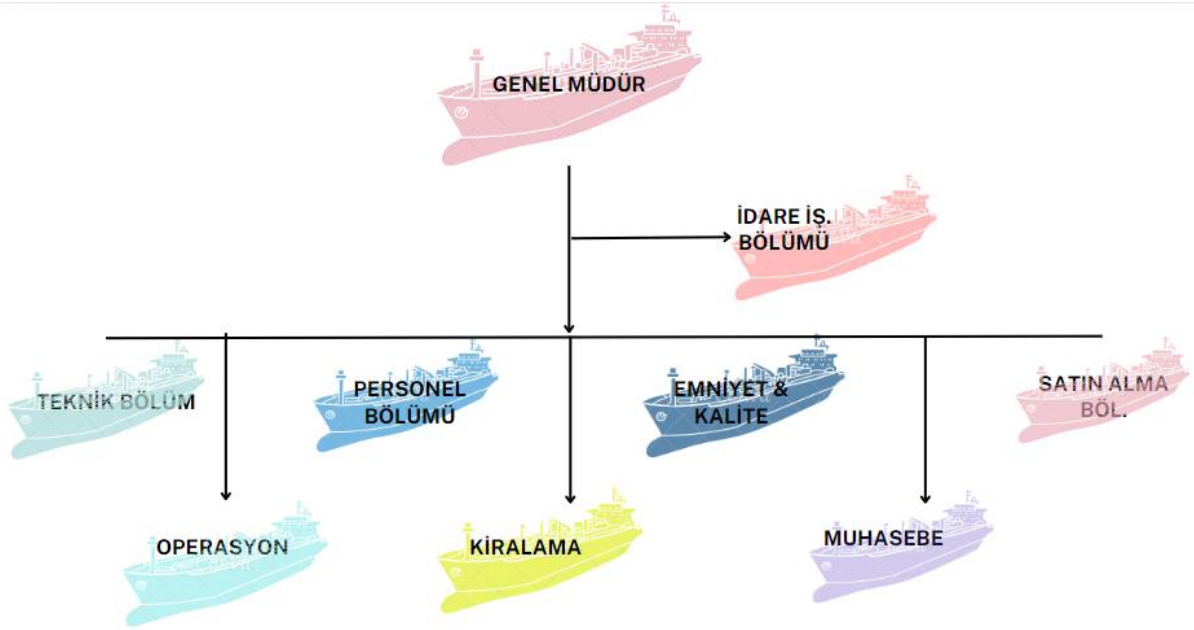 GENEL MÜDÜR
İDARE İŞ.
BÖLÜMÜ
TEKNİK BÖLÜM
PERSONEL
BÖLÜMÜ
EMNİYET &
KALİTE
SATIN ALMA
BÖL.
OPERASYON
KİRALAMA
MUHASEBE